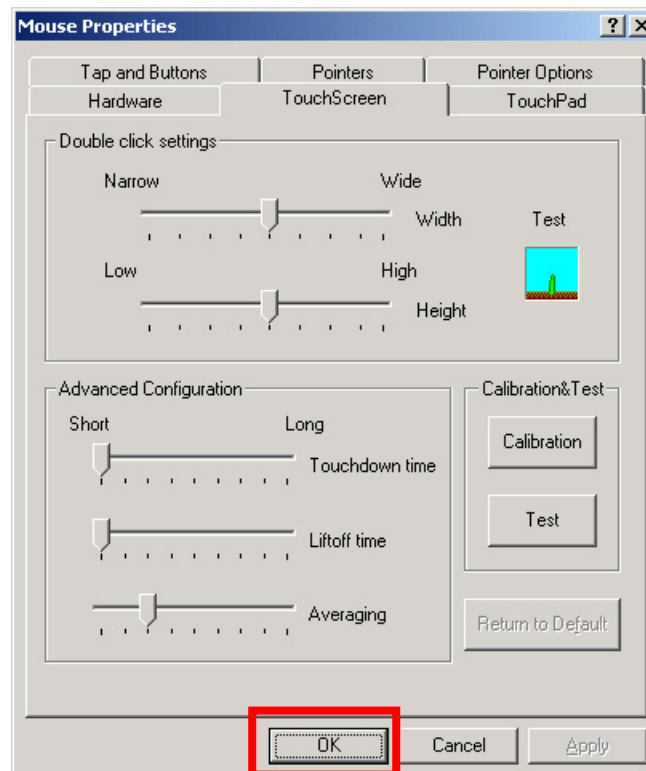 Mouse Properties
Tap and Buttons Pointers Pointer Options
Hardware TouchScreen TouchPad
Double click settings
Narrow Wide
Width Test
Low High
Height
Advanced Configuration Calibration&Test
Short Long
Calibration
Touchdown time
Test
Liftoff time
Averaging
Return to Default
OK Cancel Apply